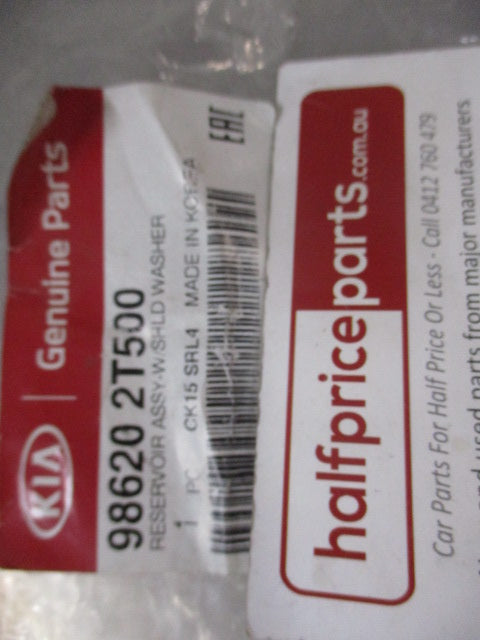 KIA | Genuine Parts
98620 2T500
RESERVOIR ASSY-W/SHLD WASHER
1 PC CK15 SRL4 MADE IN KOREA
EAC
halfpriceparts.com.au
Car Parts For Half Price Or Less - Call 0412 760 479
and used parts from major manufacturers